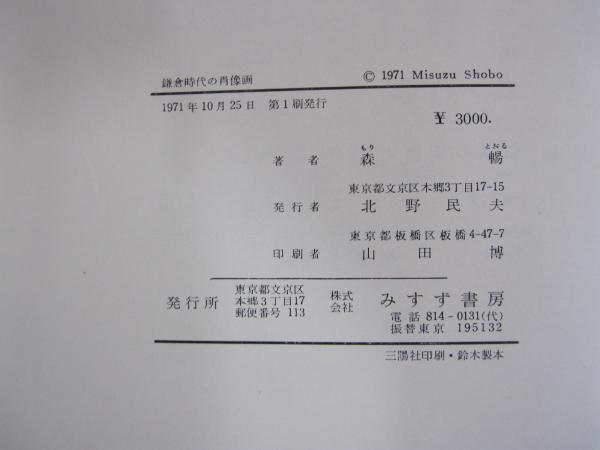 鎌倉時代の肖像画
© 1971 Misuzu Shobo
1971年10月25日 第1刷発行
¥ 3000.
もり とおる
著者 森 暢
東京都文京区本郷3丁目17-15
発行者 北野民夫
東京都板橋区板橋4-47-7
印刷者 山田 博
発行所
東京都文京区
本郷3丁目17
郵便番号 113
株式
会社
みすず書房
電話 814-0131(代)
振替東京 195132
三陽社印刷・鈴木製本